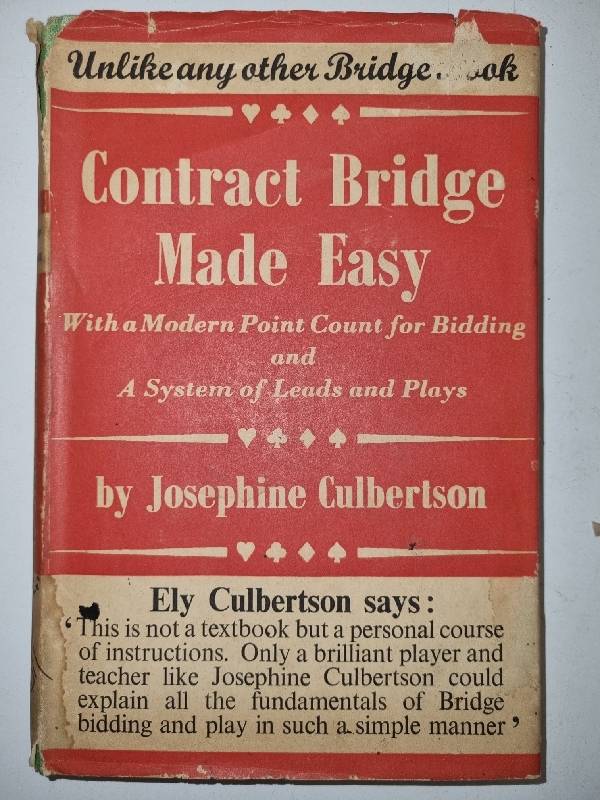 Unlike any other Bridge
Contract Bridge
Made Easy
With a Modern Point Count for Bidding
and
A System of Leads and Plays
by Josephine Culbertson
Ely Culbertson says:
‘This is not a textbook but a personal course
of instructions. Only a brilliant player and
teacher like Josephine Culbertson could
explain all the fundamentals of Bridge
bidding and play in such a simple manner’